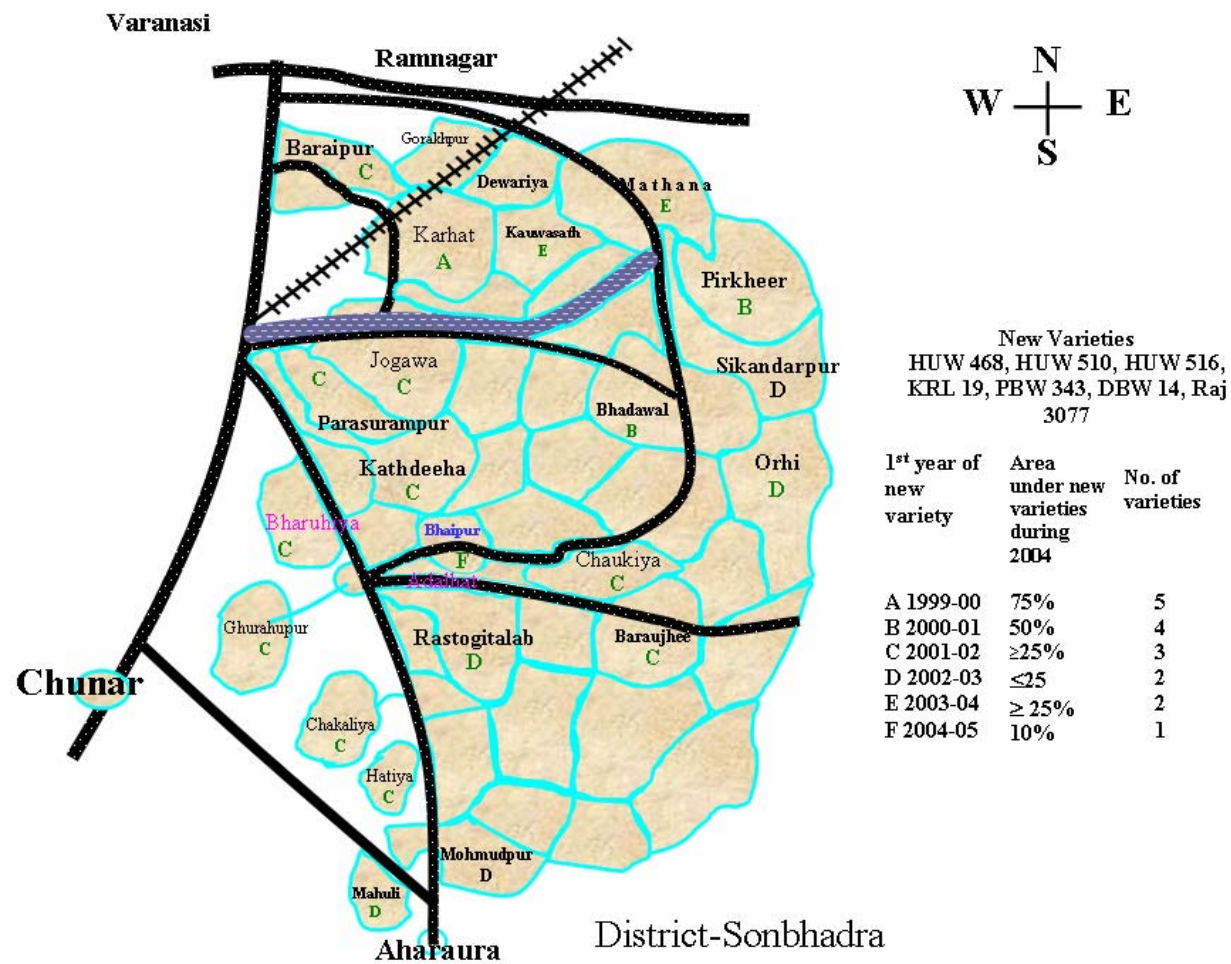 Varanasi
Ramnagar
N
W E
S
Gorakhpur
Baraipur
C
Dewariya
Mathana
E
Karhat
A
Kauwasath
E
Pirkheer
B
Jogawa
C
C
Parasurampur
Sikandarpur
D
Bhadawal
B
Kathdeeha
C
Orhi
D
Bharuhiya
C
Bhaipur
F
Adalhat
Chaukiya
C
Ghurahupur
C
Rastogitalab
D
Baraujhee
C
Chunar
Chakaliya
C
Hatiya
C
Mohmudpur
D
Mahuli
D
Aharaura
District-Sonbhadra
New Varieties
HUW 468, HUW 510, HUW 516,
KRL 19, PBW 343, DBW 14, Raj
3077
1st year of new variety Area under new varieties during 2004 No. of varieties
A 1999-00 75% 5
B 2000-01 50% 4
C 2001-02 ≥25% 3
D 2002-03 ≤25 2
E 2003-04 ≥ 25% 2
F 2004-05 10% 1